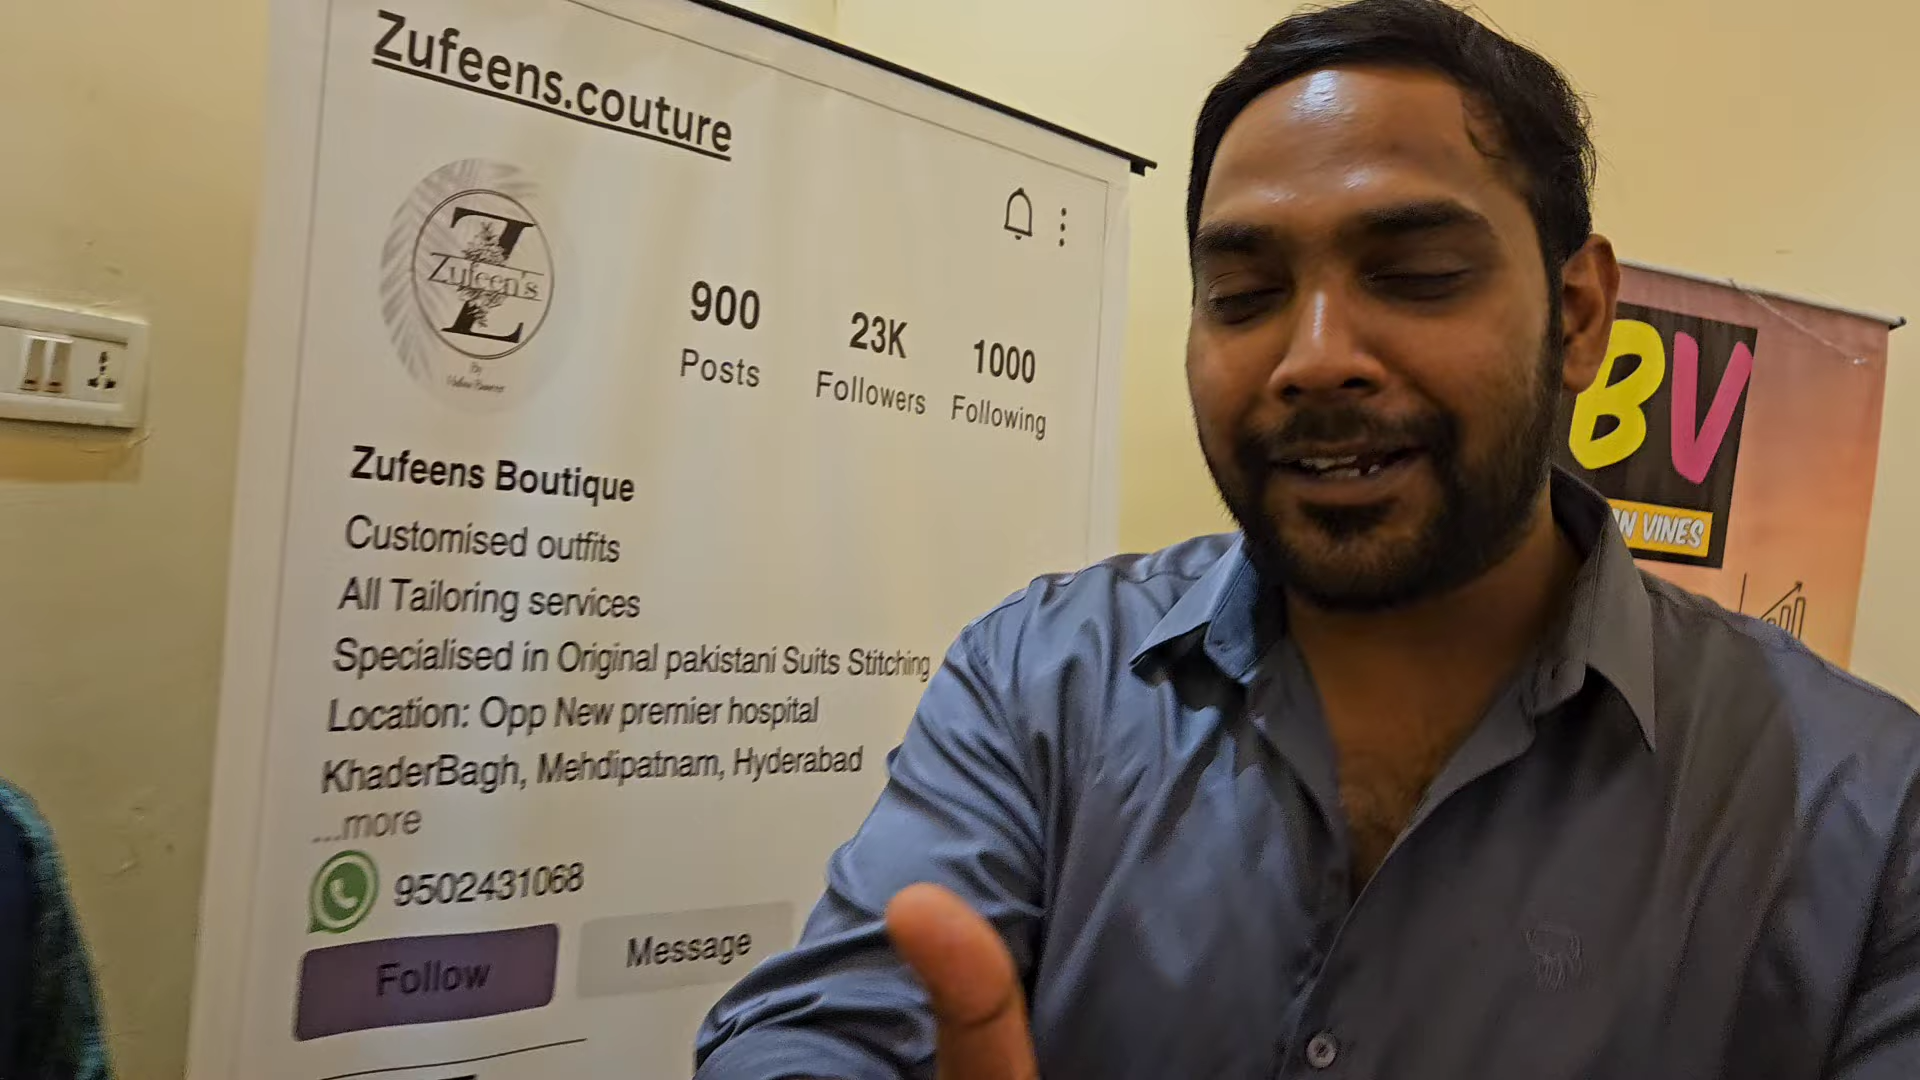 Zufeens.couture
Zufeen's
By
900
Posts
23K
Followers
1000
Following
Zufeens Boutique
Customised outfits
All Tailoring services
Specialised in Original pakistani Suits Stitching
Location: Opp New premier hospital
KhaderBagh, Mehdipatnam, Hyderabad
...more
9502431068
Follow
Message
BV
VINES